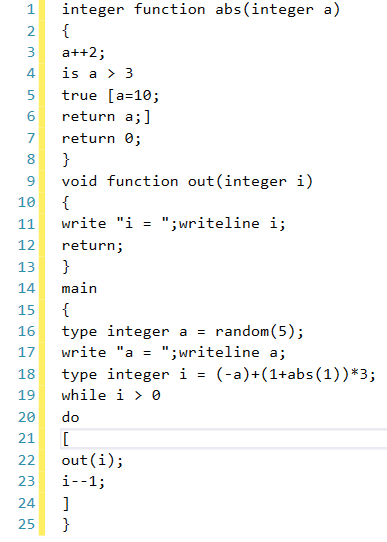 1 integer function abs(integer a)
2 {
3 a++2;
4 is a > 3
5 true [a=10;
6 return a;]
7 return 0;
8 }
9 void function out(integer i)
10 {
11 write "i = ";writeline i;
12 return;
13 }
14 main
15 {
16 type integer a = random(5);
17 write "a = ";writeline a;
18 type integer i = (-a)+(1+abs(1))*3;
19 while i > 0
20 do
21 [
22 out(i);
23 i--1;
24 ]
25 }